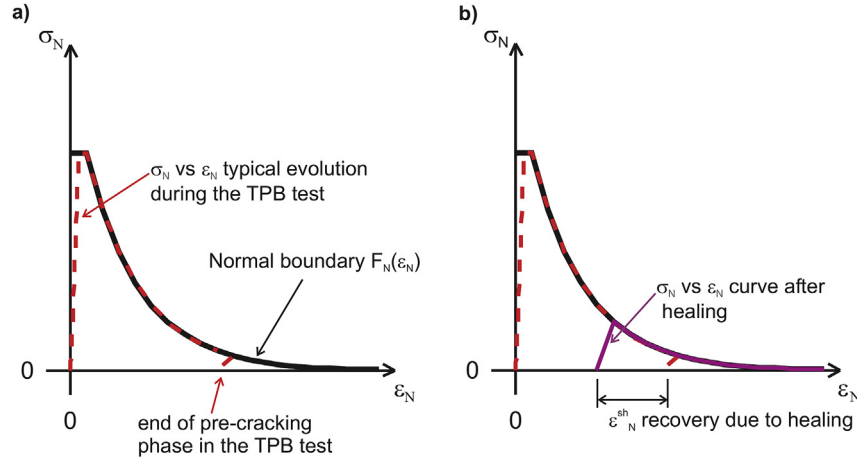 a)
σN
σN vs εN typical evolution
during the TPB test
Normal boundary FN(εN)
0
εN
0
end of pre-cracking
phase in the TPB test
b)
σN
σN vs εN curve after
healing
0
εN
0
ε^sh_N recovery due to healing